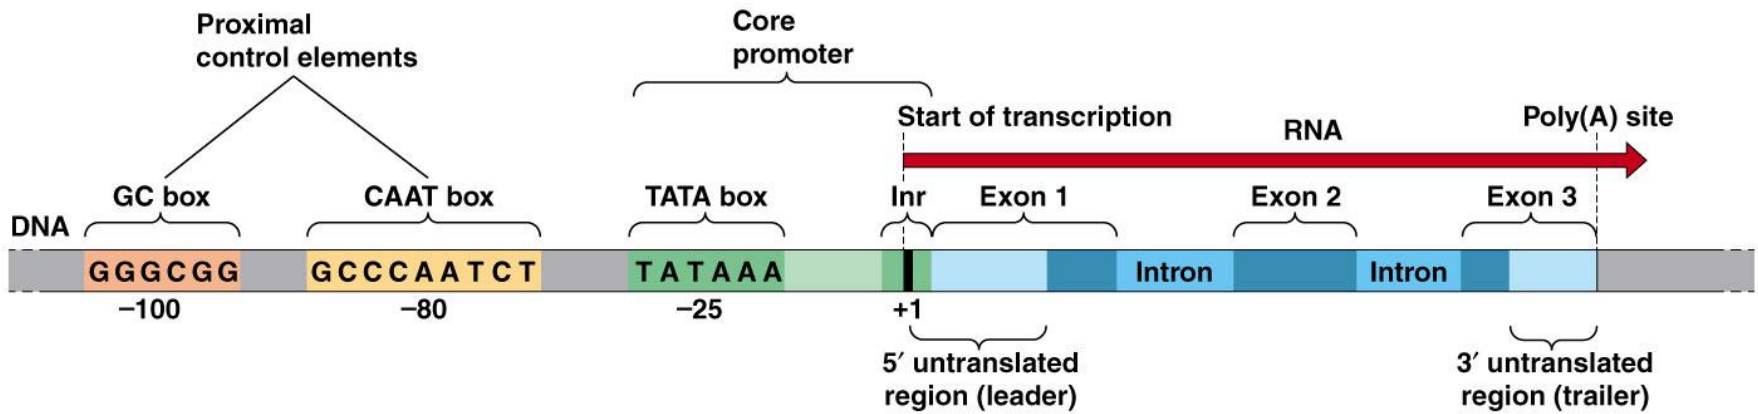 Proximal
control elements
Core
promoter
Start of transcription
RNA
Poly(A) site
GC box
CAAT box
TATA box
Inr
Exon 1
Exon 2
Exon 3
DNA
GGGCGG
GCCCAATCT
TATAAA
Intron
Intron
–100
–80
–25
+1
5′ untranslated
region (leader)
3′ untranslated
region (trailer)